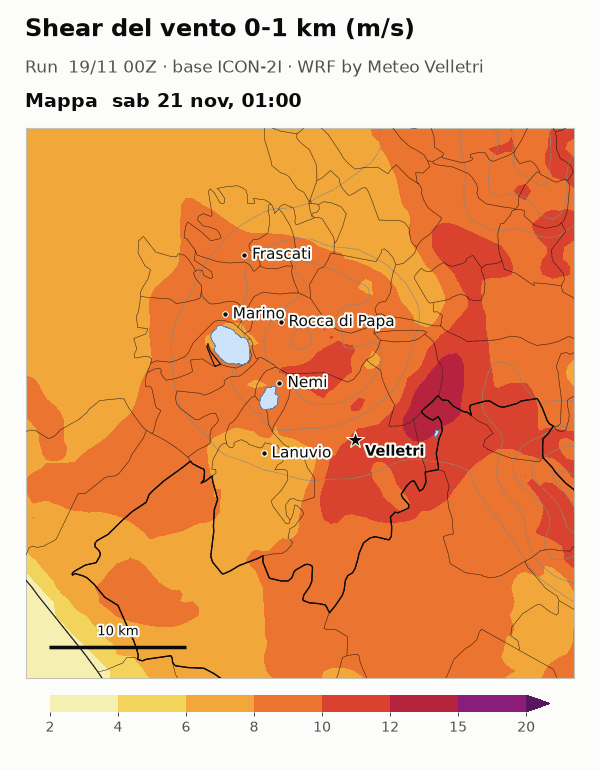 Shear del vento 0-1 km (m/s)
Run  19/11 00Z · base ICON-2I · WRF by Meteo Velletri
Mappa  sab 21 nov, 01:00
Frascati
Marino
Rocca di Papa
Nemi
Velletri
Lanuvio
10 km
2 4 6 8 10 12 15 20